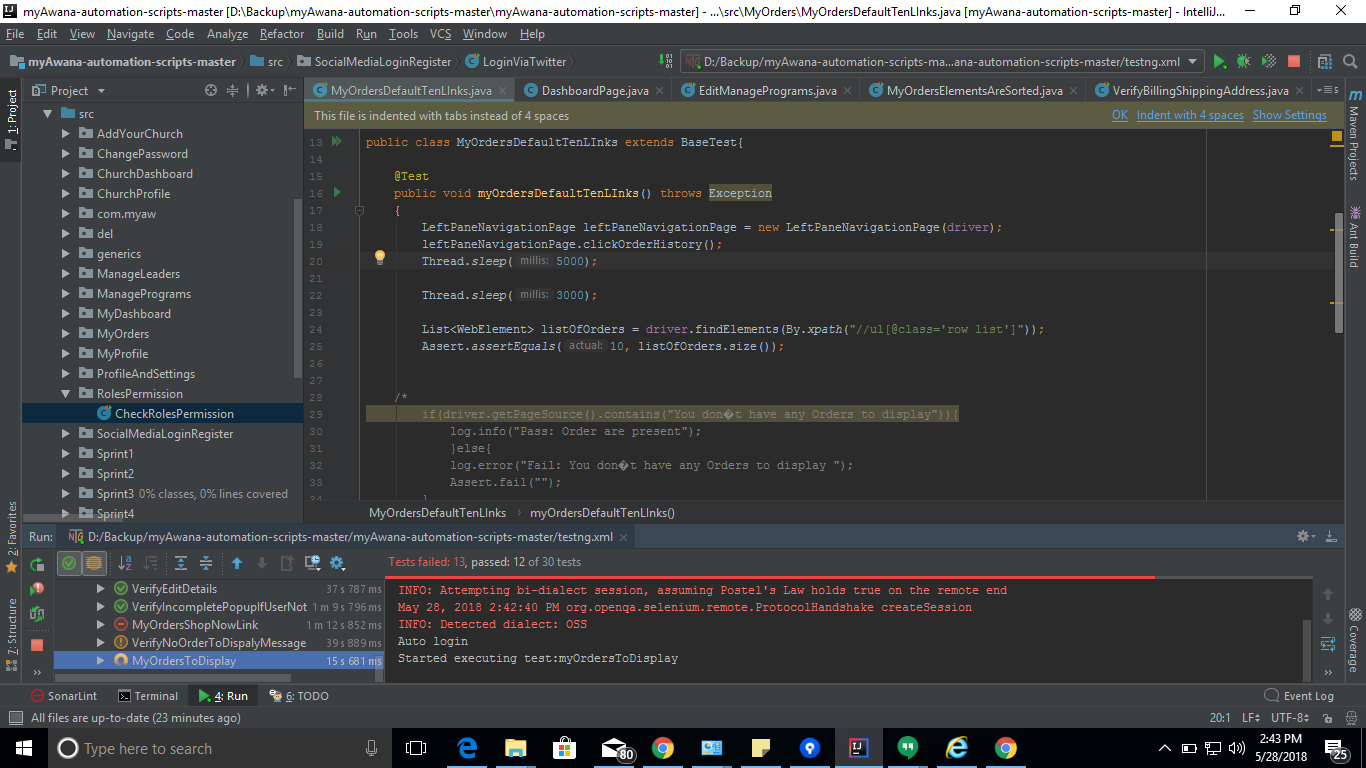 myAwana-automation-scripts-master [D:\Backup\myAwana-automation-scripts-master\myAwana-automation-scripts-master] - ...\src\MyOrders\MyOrdersDefaultTenLInks.java [myAwana-automation-scripts-master] - IntelliJ...
File Edit View Navigate Code Analyze Refactor Build Run Tools VCS Window Help
myAwana-automation-scripts-master src SocialMediaLoginRegister LoginViaTwitter D:/Backup/myAwana-automation-scripts-ma...ana-automation-scripts-master/testng.xml
Project
MyOrdersDefaultTenLInks.java DashboardPage.java EditManagePrograms.java MyOrdersElementsAreSorted.java VerifyBillingShippingAddress.java
This file is indented with tabs instead of 4 spaces OK Indent with 4 spaces Show Settings
1: Project
2: Favorites
7: Structure
src
AddYourChurch
ChangePassword
ChurchDashboard
ChurchProfile
com.myaw
del
generics
ManageLeaders
ManagePrograms
MyDashboard
MyOrders
MyProfile
ProfileAndSettings
RolesPermission
CheckRolesPermission
SocialMediaLoginRegister
Sprint1
Sprint2
Sprint3 0% classes, 0% lines covered
Sprint4
13 public class MyOrdersDefaultTenLInks extends BaseTest{
14
15 @Test
16 public void myOrdersDefaultTenLInks() throws Exception
17 {
18 LeftPaneNavigationPage leftPaneNavigationPage = new LeftPaneNavigationPage(driver);
19 leftPaneNavigationPage.clickOrderHistory();
20 Thread.sleep( millis: 5000);
21
22 Thread.sleep( millis: 3000);
23
24 List<WebElement> listOfOrders = driver.findElements(By.xpath("//ul[@class='row list']"));
25 Assert.assertEquals( actual: 10, listOfOrders.size());
26
27
28 /*
29 if(driver.getPageSource().contains("You don�t have any Orders to display")){
30 log.info("Pass: Order are present");
31 }else{
32 log.error("Fail: You don�t have any Orders to display ");
33 Assert.fail("");
34 }
MyOrdersDefaultTenLInks › myOrdersDefaultTenLInks()
Maven Projects
Ant Build
Coverage
Run: D:/Backup/myAwana-automation-scripts-master/myAwana-automation-scripts-master/testng.xml
Tests failed: 13, passed: 12 of 30 tests
VerifyEditDetails 37 s 787 ms
VerifyIncompletePopupIfUserNot 1 m 9 s 796 ms
MyOrdersShopNowLink 1 m 12 s 852 ms
VerifyNoOrderToDispalyMessage 39 s 889 ms
MyOrdersToDisplay 15 s 681 ms
INFO: Attempting bi-dialect session, assuming Postel's Law holds true on the remote end
May 28, 2018 2:42:40 PM org.openqa.selenium.remote.ProtocolHandshake createSession
INFO: Detected dialect: OSS
Auto login
Started executing test:myOrdersToDisplay
SonarLint Terminal 4: Run 6: TODO Event Log
All files are up-to-date (23 minutes ago) 20:1 LF UTF-8
Type here to search 80 2:43 PM
5/28/2018 25